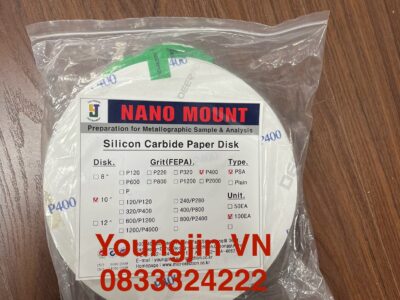 NANO MOUNT
Preparation for Metallographic Sample & Analysis
Silicon Carbide Paper Disk
Disk. Grit(FEPA). Type.
8" P120 P220 P320 P400 PSA
P600 P800 P1200 P2000 Plain
P
10" 120/P120 240/P280 Unit.
320/P400 400/P800 50EA
12" 600/P1200 800/P2400 100EA
1200/P4000
Youngjin VN
0833324222
P400
P400